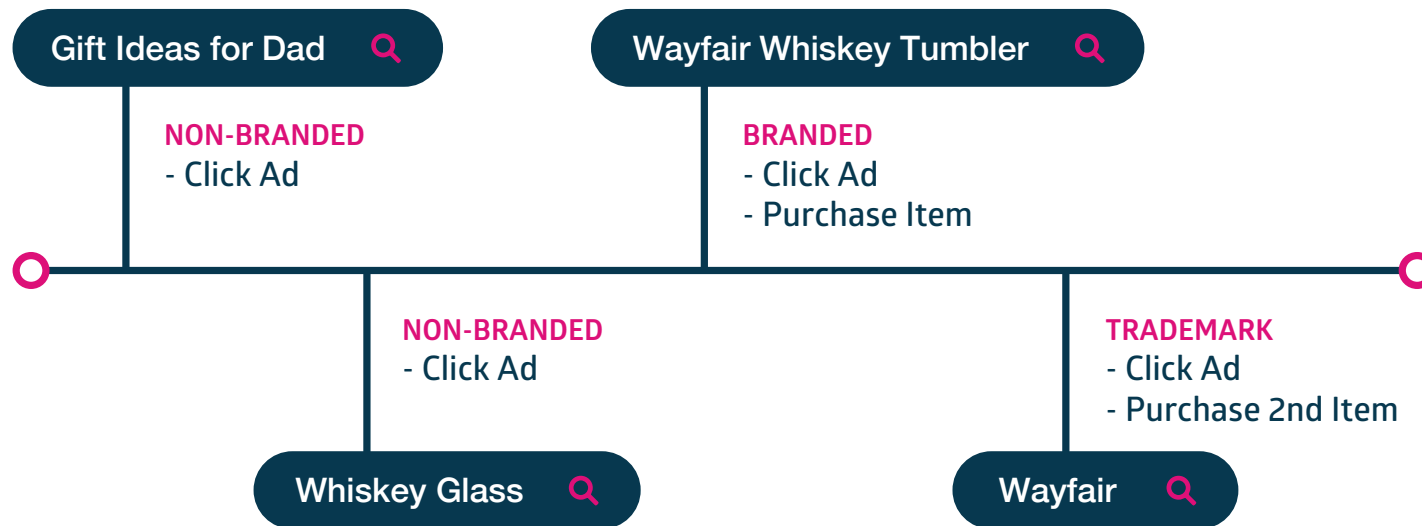 Gift Ideas for Dad
NON-BRANDED
- Click Ad
Whiskey Glass
NON-BRANDED
- Click Ad
Wayfair Whiskey Tumbler
BRANDED
- Click Ad
- Purchase Item
Wayfair
TRADEMARK
- Click Ad
- Purchase 2nd Item